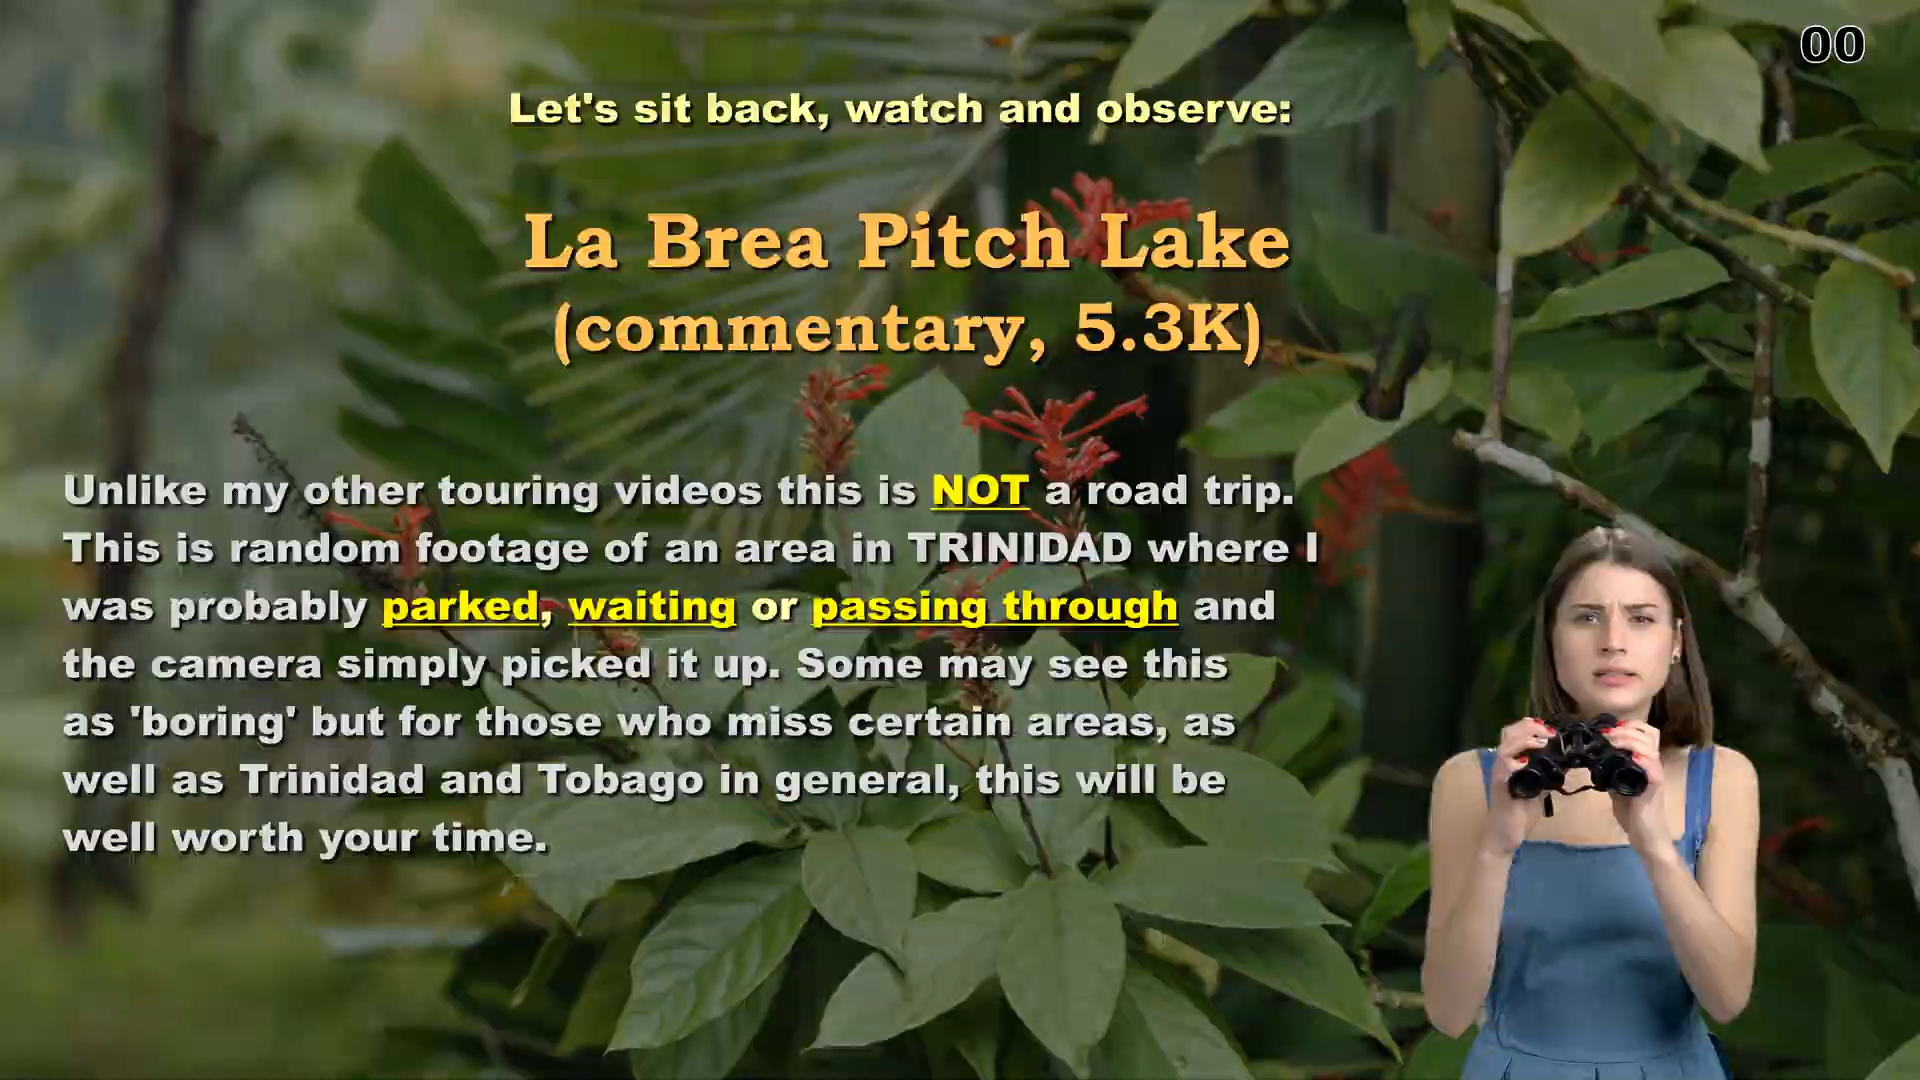 00
Let's sit back, watch and observe:
La Brea Pitch Lake
(commentary, 5.3K)
Unlike my other touring videos this is NOT a road trip.
This is random footage of an area in TRINIDAD where I
was probably parked, waiting or passing through and
the camera simply picked it up. Some may see this
as 'boring' but for those who miss certain areas, as
well as Trinidad and Tobago in general, this will be
well worth your time.